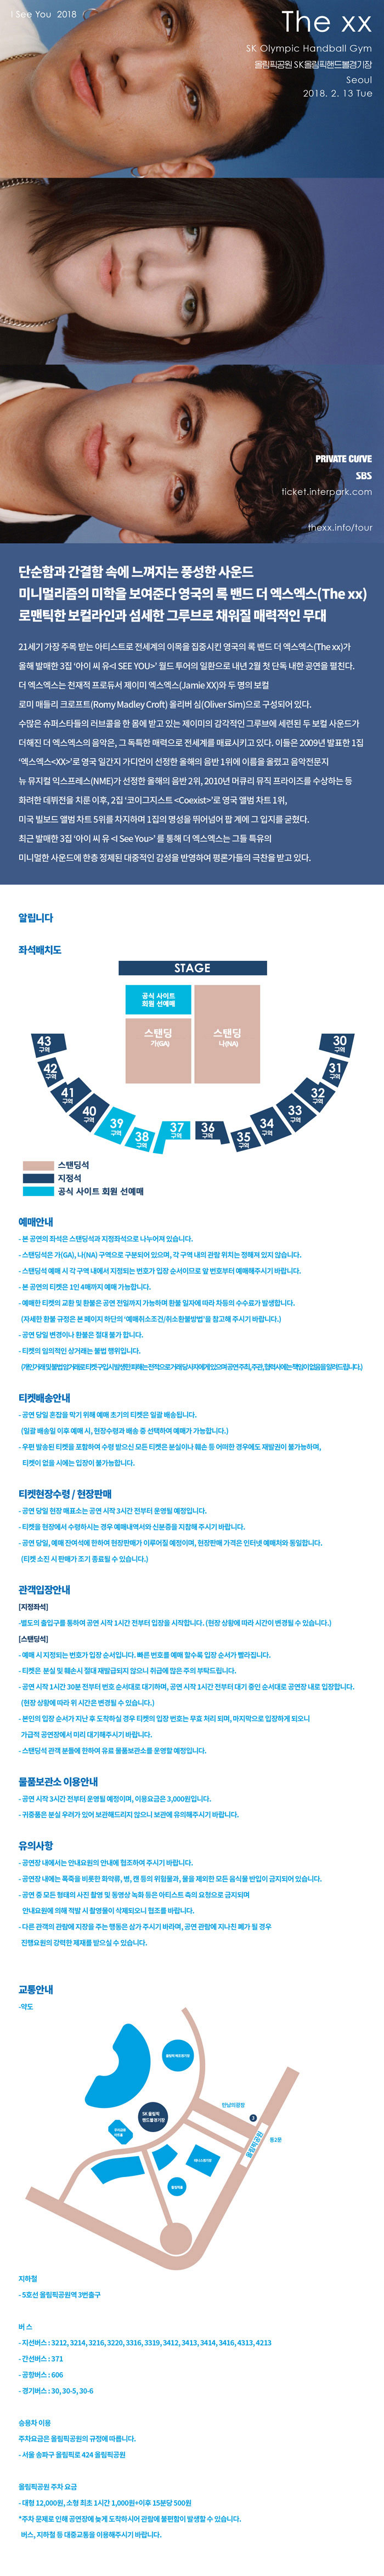 I See You 2018
The xx
SK Olympic Handball Gym
올림픽공원 SK올림픽핸드볼경기장
Seoul
2018. 2. 13 Tue
PRIVATE CURVE
SBS
ticket.interpark.com
thexx.info/tour
단순함과 간결함 속에 느껴지는 풍성한 사운드
미니멀리즘의 미학을 보여준다 영국의 록 밴드 더 엑스엑스(The xx)
로맨틱한 보컬라인과 섬세한 그루브로 채워질 매력적인 무대
21세기 가장 주목 받는 아티스트로 전세계의 이목을 집중시킨 영국의 록 밴드 더 엑스엑스(The xx)가
올해 발매한 3집 '아이 씨 유<I SEE YOU>' 월드 투어의 일환으로 내년 2월 첫 단독 내한 공연을 펼친다.
더 엑스엑스는 천재적 프로듀서 제이미 엑스엑스(Jamie XX)와 두 명의 보컬
로미 매들리 크로프트(Romy Madley Croft) 올리버 심(Oliver Sim)으로 구성되어 있다.
수많은 슈퍼스타들의 러브콜을 한 몸에 받고 있는 제이미의 감각적인 그루브에 세련된 두 보컬 사운드가
더해진 더 엑스엑스의 음악은, 그 독특한 매력으로 전세계를 매료시키고 있다. 이들은 2009년 발표한 1집
'엑스엑스<XX>'로 영국 일간지 가디언이 선정한 올해의 음반 1위에 이름을 올렸고 음악전문지
뉴 뮤지컬 익스프레스(NME)가 선정한 올해의 음반 2위, 2010년 머큐리 뮤직 프라이즈를 수상하는 등
화려한 데뷔전을 치룬 이후, 2집 '코이그지스트 <Coexist>'로 영국 앨범 차트 1위,
미국 빌보드 앨범 차트 5위를 차지하며 1집의 명성을 뛰어넘어 팝 계에 그 입지를 굳혔다.
최근 발매한 3집 '아이 씨 유 <I See You>' 를 통해 더 엑스엑스는 그들 특유의
미니멀한 사운드에 한층 정제된 대중적인 감성을 반영하여 평론가들의 극찬을 받고 있다.
알립니다
좌석배치도
STAGE
공식 사이트
회원 선예매
스탠딩
가(GA)
스탠딩
나(NA)
43
구역
42
구역
41
구역
40
구역
39
구역
38
구역
37
구역
36
구역
35
구역
34
구역
33
구역
32
구역
31
구역
30
구역
스탠딩석
지정석
공식 사이트 회원 선예매
예매안내
- 본 공연의 좌석은 스탠딩석과 지정좌석으로 나누어져 있습니다.
- 스탠딩석은 가(GA), 나(NA) 구역으로 구분되어 있으며, 각 구역 내의 관람 위치는 정해져 있지 않습니다.
- 스탠딩석 예매 시 각 구역 내에서 지정되는 번호가 입장 순서이므로 앞 번호부터 예매해주시기 바랍니다.
- 본 공연의 티켓은 1인 4매까지 예매 가능합니다.
- 예매한 티켓의 교환 및 환불은 공연 전일까지 가능하며 환불 일자에 따라 차등의 수수료가 발생합니다.
(자세한 환불 규정은 본 페이지 하단의 '예매취소조건/취소환불방법'을 참고해 주시기 바랍니다.)
- 공연 당일 변경이나 환불은 절대 불가 합니다.
- 티켓의 임의적인 상거래는 불법 행위입니다.
(개인거래 및 불법 암거래로 티켓 구입 시 발생한 피해는 전적으로 거래 당사자에게 있으며 공연 주최, 주관, 협력사에는 책임이 없음을 알려드립니다.)
티켓배송안내
- 공연 당일 혼잡을 막기 위해 예매 초기의 티켓은 일괄 배송됩니다.
(일괄 배송일 이후 예매 시, 현장수령과 배송 중 선택하여 예매가 가능합니다.)
- 우편 발송된 티켓을 포함하여 수령 받으신 모든 티켓은 분실이나 훼손 등 어떠한 경우에도 재발권이 불가능하며,
티켓이 없을 시에는 입장이 불가능합니다.
티켓현장수령 / 현장판매
- 공연 당일 현장 매표소는 공연 시작 3시간 전부터 운영될 예정입니다.
- 티켓을 현장에서 수령하시는 경우 예매내역서와 신분증을 지참해 주시기 바랍니다.
- 공연 당일, 예매 잔여석에 한하여 현장판매가 이루어질 예정이며, 현장판매 가격은 인터넷 예매처와 동일합니다.
(티켓 소진 시 판매가 조기 종료될 수 있습니다.)
관객입장안내
[지정좌석]
-별도의 출입구를 통하여 공연 시작 1시간 전부터 입장을 시작합니다. (현장 상황에 따라 시간이 변경될 수 있습니다.)
[스탠딩석]
- 예매 시 지정되는 번호가 입장 순서입니다. 빠른 번호를 예매 할수록 입장 순서가 빨라집니다.
- 티켓은 분실 및 훼손시 절대 재발급되지 않으니 취급에 많은 주의 부탁드립니다.
- 공연 시작 1시간 30분 전부터 번호 순서대로 대기하며, 공연 시작 1시간 전부터 대기 중인 순서대로 공연장 내로 입장합니다.
(현장 상황에 따라 위 시간은 변경될 수 있습니다.)
- 본인의 입장 순서가 지난 후 도착하실 경우 티켓의 입장 번호는 무효 처리 되며, 마지막으로 입장하게 되오니
가급적 공연장에서 미리 대기해주시기 바랍니다.
- 스탠딩석 관객 분들에 한하여 유료 물품보관소를 운영할 예정입니다.
물품보관소 이용안내
- 공연 시작 3시간 전부터 운영될 예정이며, 이용요금은 3,000원입니다.
- 귀중품은 분실 우려가 있어 보관해드리지 않으니 보관에 유의해주시기 바랍니다.
유의사항
- 공연장 내에서는 안내요원의 안내에 협조하여 주시기 바랍니다.
- 공연장 내에는 폭죽을 비롯한 화약류, 병, 캔 등의 위험물과, 물을 제외한 모든 음식물 반입이 금지되어 있습니다.
- 공연 중 모든 형태의 사진 촬영 및 동영상 녹화 등은 아티스트 측의 요청으로 금지되며
안내요원에 의해 적발 시 촬영물이 삭제되오니 협조를 바랍니다.
- 다른 관객의 관람에 지장을 주는 행동은 삼가 주시기 바라며, 공연 관람에 지나친 폐가 될 경우
진행요원의 강력한 제재를 받으실 수 있습니다.
교통안내
-약도
SK 올림픽
핸드볼경기장
만남의광장
3
올림픽공원
동2문
지하철
- 5호선 올림픽공원역 3번출구
버 스
- 지선버스 : 3212, 3214, 3216, 3220, 3316, 3319, 3412, 3413, 3414, 3416, 4313, 4213
- 간선버스 : 371
- 공항버스 : 606
- 경기버스 : 30, 30-5, 30-6
승용차 이용
주차요금은 올림픽공원의 규정에 따릅니다.
- 서울 송파구 올림픽로 424 올림픽공원
올림픽공원 주차 요금
- 대형 12,000원, 소형 최초 1시간 1,000원+이후 15분당 500원
*주차 문제로 인해 공연장에 늦게 도착하시어 관람에 불편함이 발생할 수 있습니다.
버스, 지하철 등 대중교통을 이용해주시기 바랍니다.